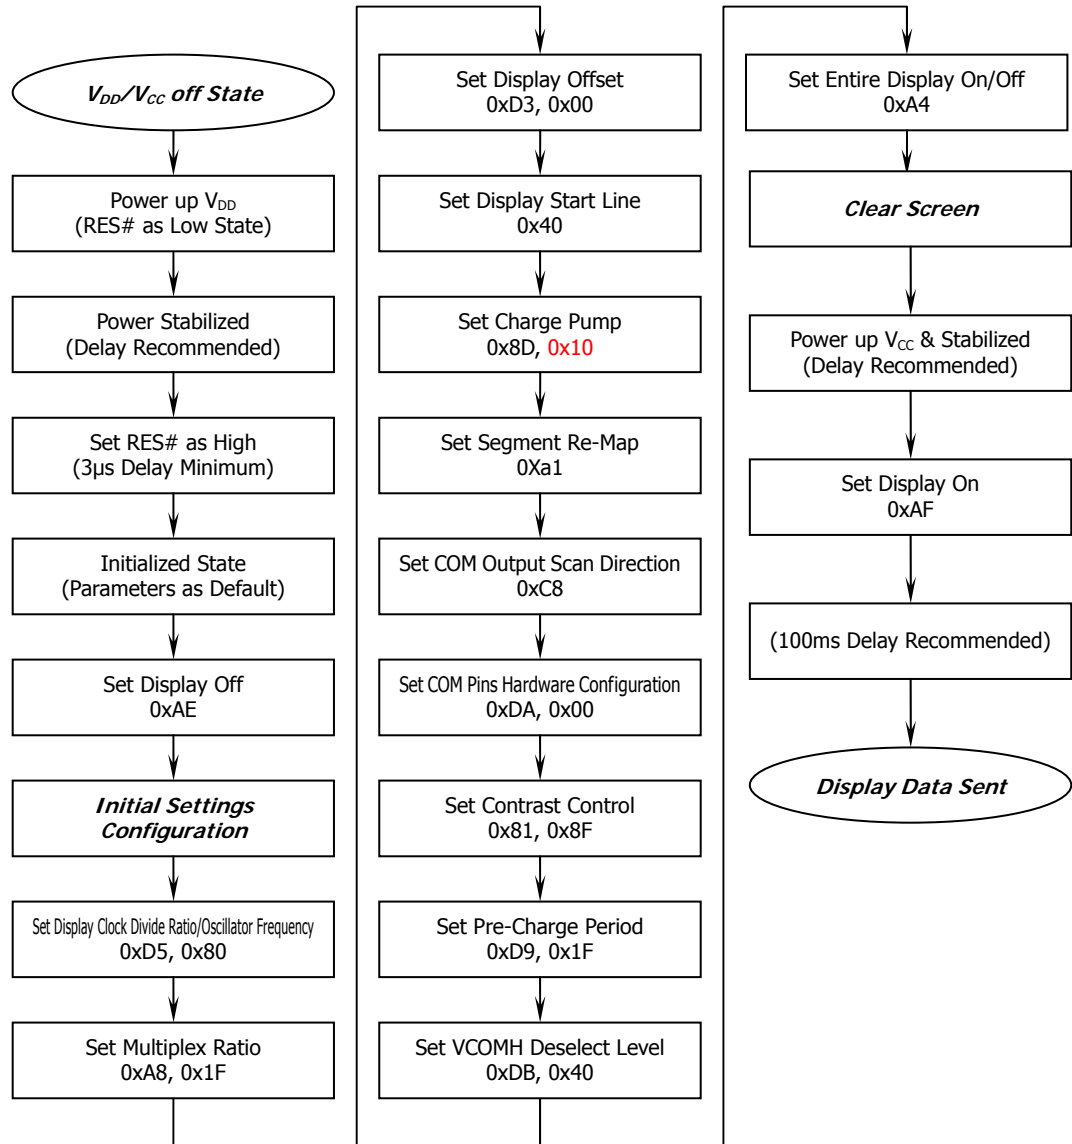 V_DD/V_CC off State
Power up V_DD
(RES# as Low State)
Power Stabilized
(Delay Recommended)
Set RES# as High
(3μs Delay Minimum)
Initialized State
(Parameters as Default)
Set Display Off
0xAE
Initial Settings
Configuration
Set Display Clock Divide Ratio/Oscillator Frequency
0xD5, 0x80
Set Multiplex Ratio
0xA8, 0x1F
Set Display Offset
0xD3, 0x00
Set Display Start Line
0x40
Set Charge Pump
0x8D, 0x10
Set Segment Re-Map
0Xa1
Set COM Output Scan Direction
0xC8
Set COM Pins Hardware Configuration
0xDA, 0x00
Set Contrast Control
0x81, 0x8F
Set Pre-Charge Period
0xD9, 0x1F
Set VCOMH Deselect Level
0xDB, 0x40
Set Entire Display On/Off
0xA4
Clear Screen
Power up V_CC & Stabilized
(Delay Recommended)
Set Display On
0xAF
(100ms Delay Recommended)
Display Data Sent